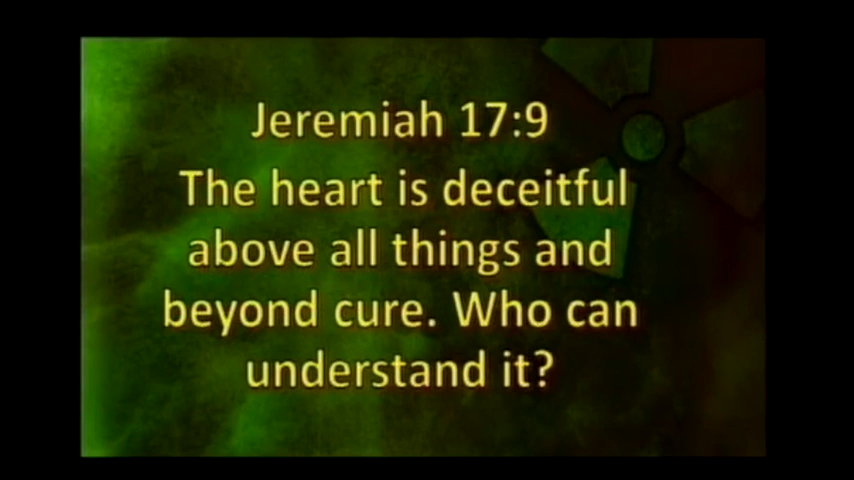 Jeremiah 17:9
The heart is deceitful
above all things and
beyond cure. Who can
understand it?